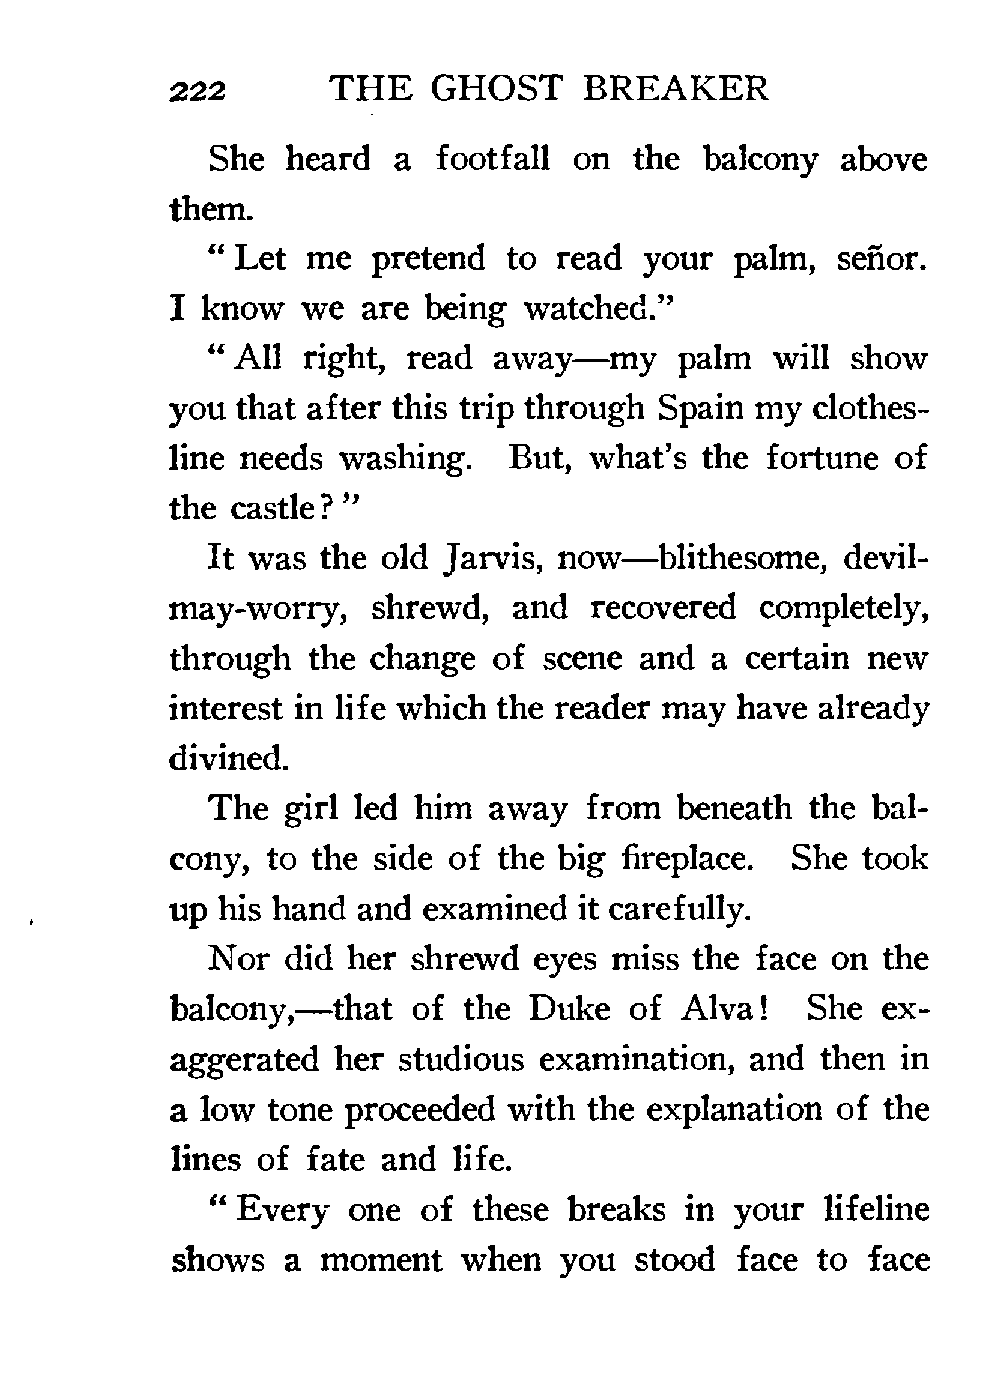 222 THE GHOST BREAKER
She heard a footfall on the balcony above
them.
“ Let me pretend to read your palm, señor.
I know we are being watched.”
“ All right, read away—my palm will show
you that after this trip through Spain my clothes-
line needs washing. But, what's the fortune of
the castle? ”
It was the old Jarvis, now—blithesome, devil-
may-worry, shrewd, and recovered completely,
through the change of scene and a certain new
interest in life which the reader may have already
divined.
The girl led him away from beneath the bal-
cony, to the side of the big fireplace. She took
up his hand and examined it carefully.
Nor did her shrewd eyes miss the face on the
balcony,—that of the Duke of Alva! She ex-
aggerated her studious examination, and then in
a low tone proceeded with the explanation of the
lines of fate and life.
“ Every one of these breaks in your lifeline
shows a moment when you stood face to face